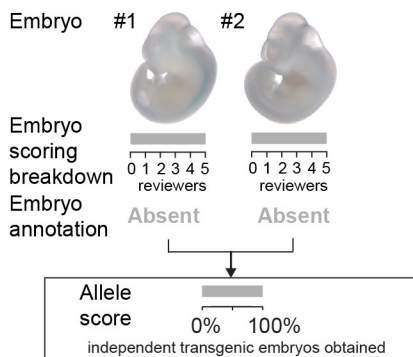 Embryo #1 #2
Embryo
scoring
breakdown
0 1 2 3 4 5 0 1 2 3 4 5
reviewers reviewers
Embryo
annotation
Absent Absent
Allele
score
0% 100%
independent transgenic embryos obtained